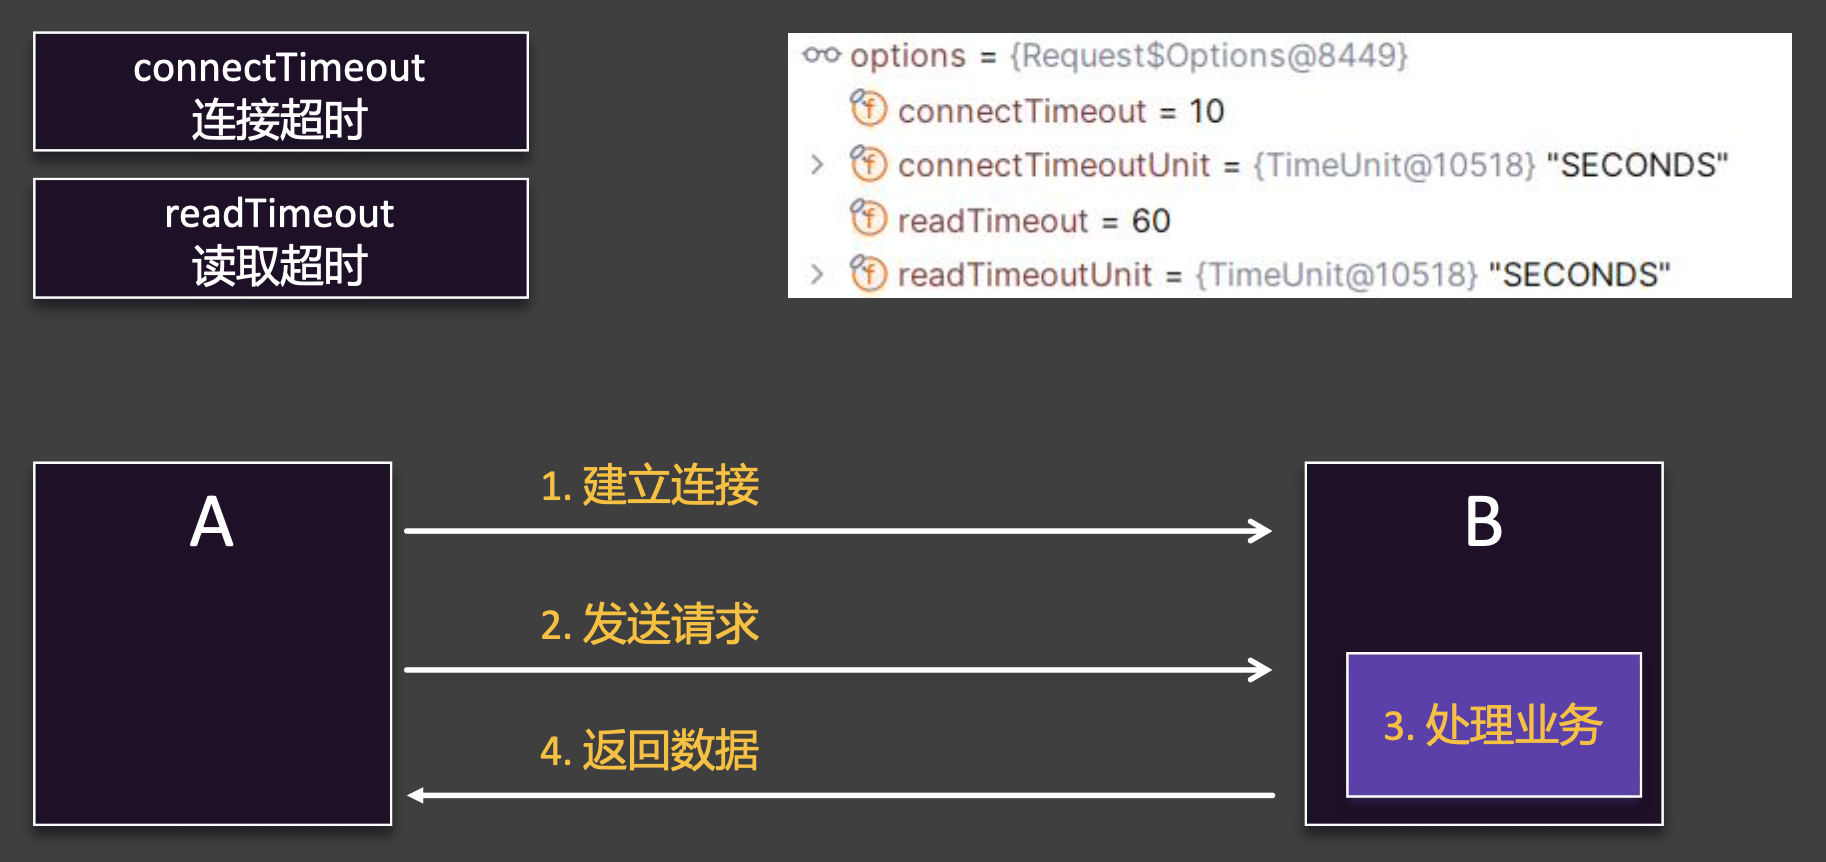 connectTimeout
连接超时
readTimeout
读取超时
options = {Request$Options@8449}
connectTimeout = 10
connectTimeoutUnit = {TimeUnit@10518} "SECONDS"
readTimeout = 60
readTimeoutUnit = {TimeUnit@10518} "SECONDS"
A
1. 建立连接
2. 发送请求
4. 返回数据
B
3. 处理业务